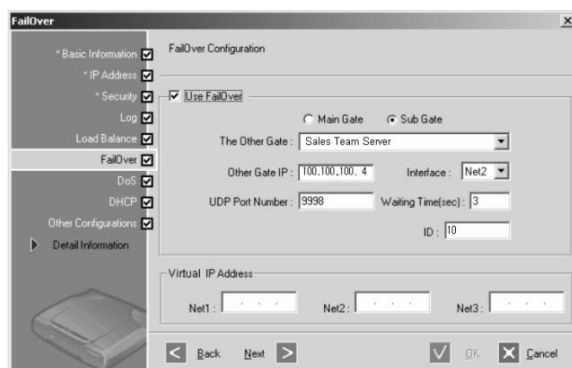 FailOver
* Basic Information
* IP Address
* Security
Log
Load Balance
FailOver
DoS
DHCP
Other Configurations
Detail Information
FailOver Configuration
Use FailOver
Main Gate Sub Gate
The Other Gate : Sales Team Server
Other Gate IP : 100,100,100, 4 Interface : Net2
UDP Port Number : 9998 Waiting Time(sec) : 3
ID : 10
Virtual IP Address
Net1 : . . . Net2 : . . . Net3 : . . .
< Back Next > OK Cancel